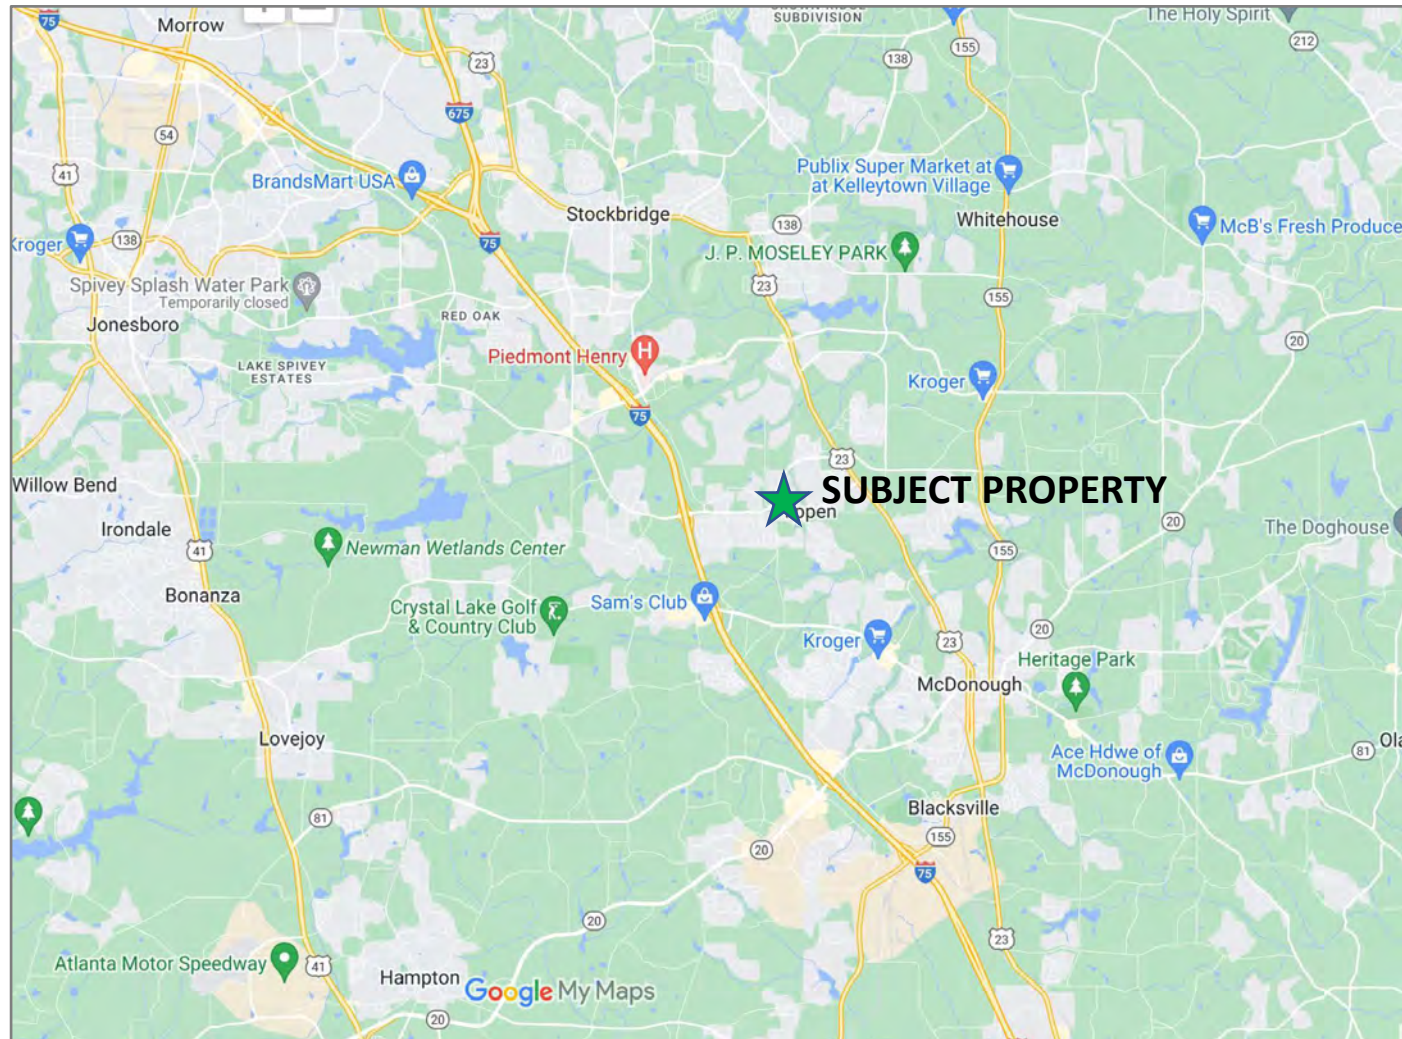 SUBDIVISION
The Holy Spirit
75
Morrow
155
212
23
138
675
54
41
BrandsMart USA
Publix Super Market at
at Kelleytown Village
Stockbridge
138
Whitehouse
McB's Fresh Produce
Kroger
138
75
J. P. MOSELEY PARK
Spivey Splash Water Park
Temporarily closed
23
155
RED OAK
Jonesboro
20
Piedmont Henry
H
LAKE SPIVEY
ESTATES
Kroger
75
23
Willow Bend
SUBJECT PROPERTY
Irondale
open
20
The Doghouse
41
Newman Wetlands Center
155
Bonanza
Crystal Lake Golf
& Country Club
Sam's Club
Kroger
20
23
Heritage Park
McDonough
Lovejoy
Ace Hdwe of
McDonough
81
Ola
81
Blacksville
155
20
75
20
23
Atlanta Motor Speedway
41
Hampton
Google My Maps
20